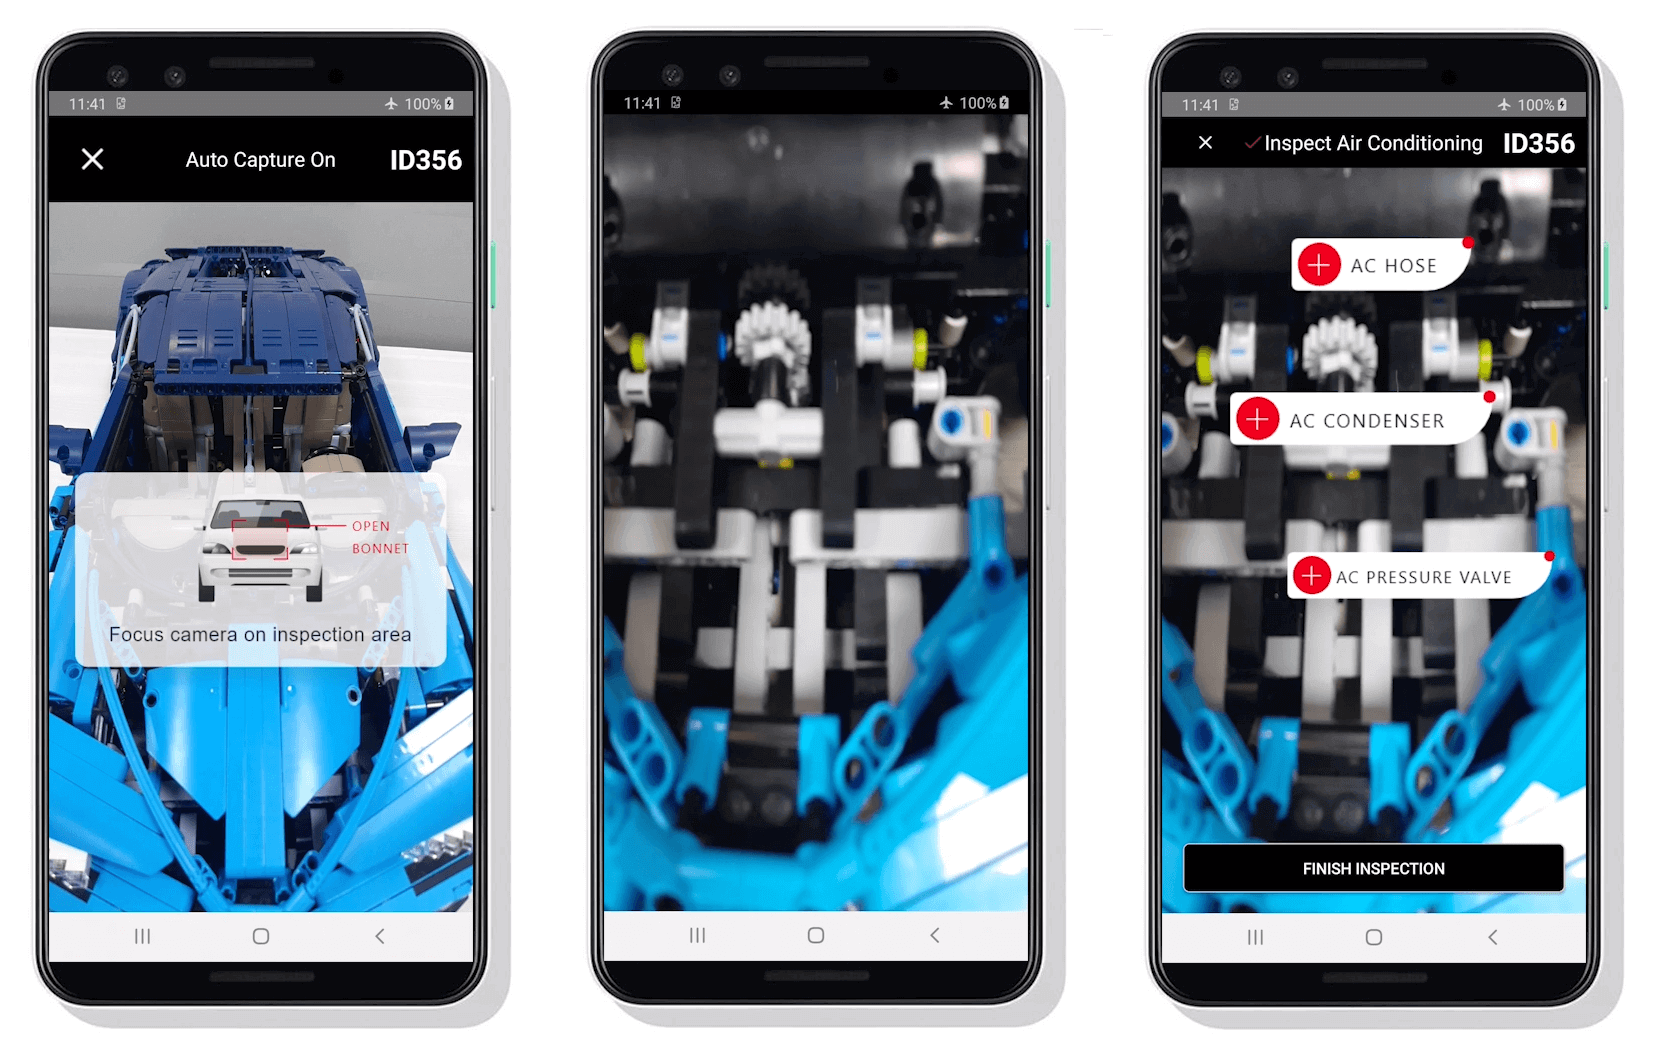 11:41
100%
Auto Capture On
ID356
OPEN
BONNET
Focus camera on inspection area
11:41
100%
11:41
100%
Inspect Air Conditioning
ID356
AC HOSE
AC CONDENSER
AC PRESSURE VALVE
FINISH INSPECTION